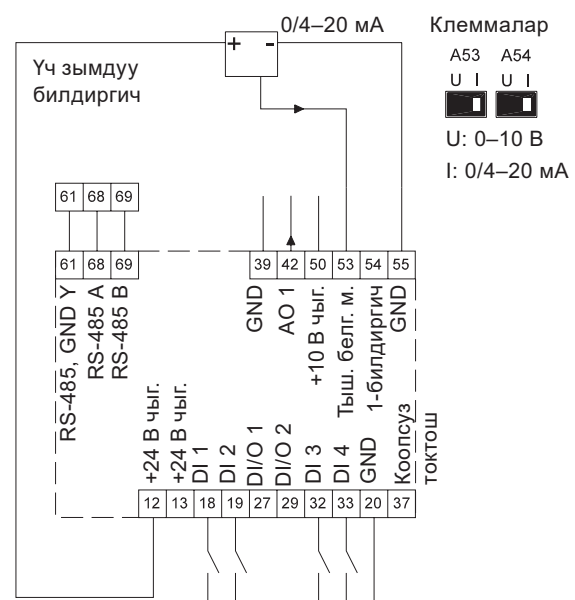 0/4–20 мА
Клеммалар
+ -
A53 A54
U I U I
U: 0–10 В
I: 0/4–20 мА
Үч зымдуу
билдиргич
61 68 69
61 68 69
39 42 50 53 54 55
RS-485, GND Y
RS-485 A
RS-485 B
GND
AO 1
+10 В чыг.
Тыш. белг. м.
1-билдиргич
GND
+24 В чыг.
+24 В чыг.
DI 1
DI 2
DI/O 1
DI/O 2
DI 3
DI 4
GND
Коопсуз
токтош
12 13 18 19 27 29 32 33 20 37